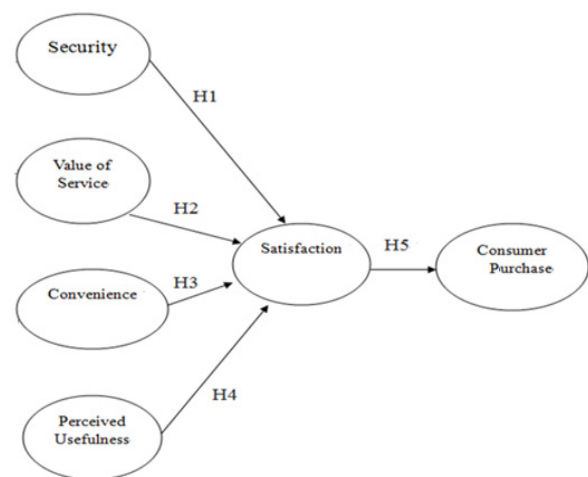 Security
H1
Value of
Service
H2
Satisfaction
H5
Consumer
Purchase
Convenience
H3
H4
Perceived
Usefulness